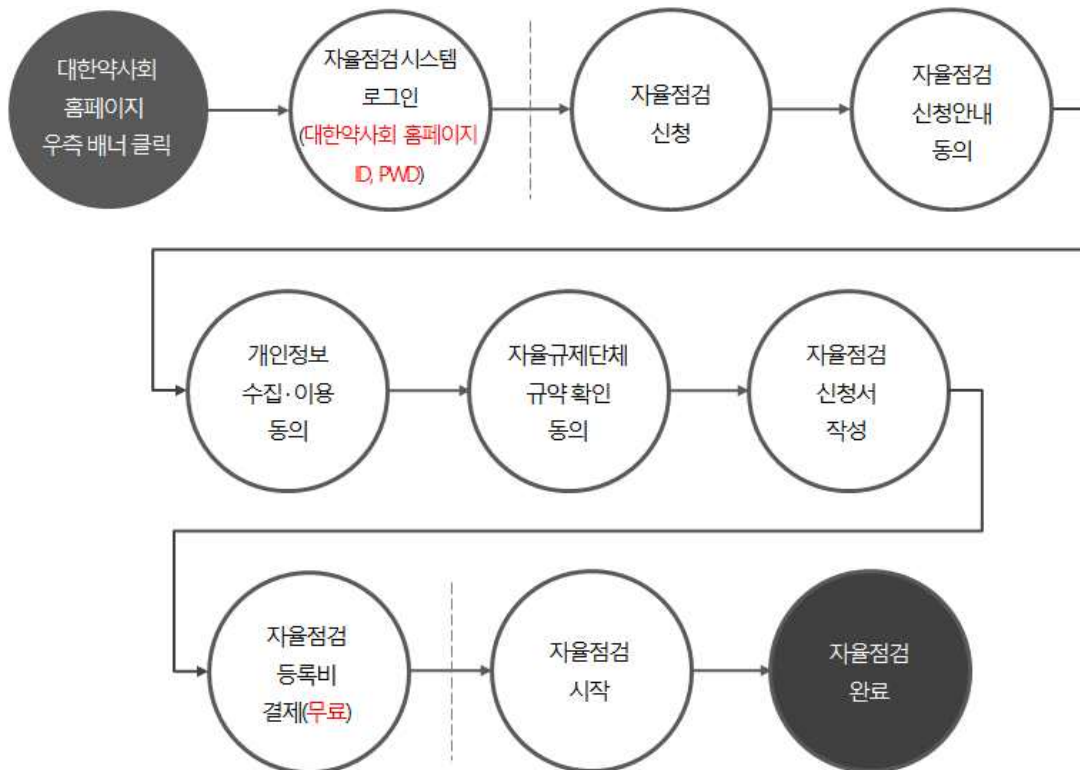 대한약사회
홈페이지
우측 배너 클릭
자율점검 시스템
로그인
(대한약사회 홈페이지
ID, PWD)
자율점검
신청
자율점검
신청안내
동의
개인정보
수집·이용
동의
자율규제단체
규약 확인
동의
자율점검
신청서
작성
자율점검
등록비
결제(무료)
자율점검
시작
자율점검
완료